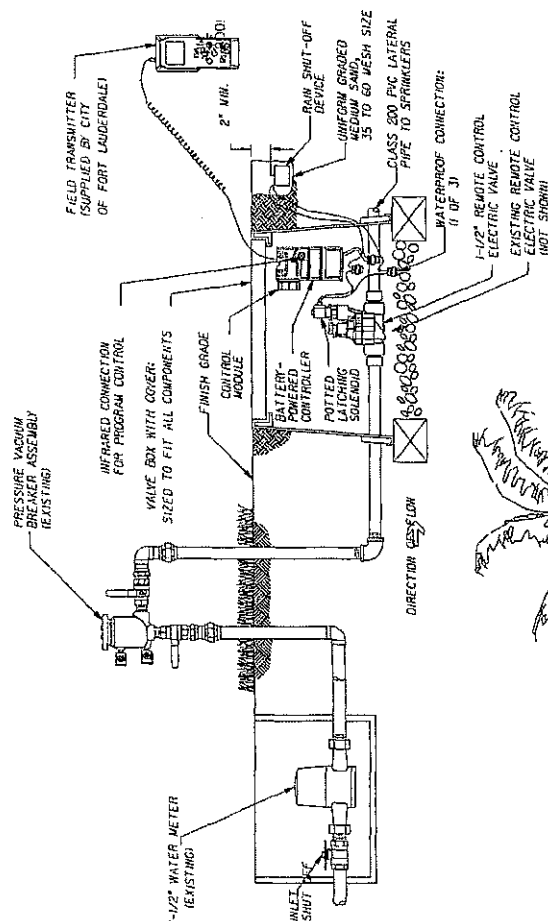 FIELD TRANSMITTER
(SUPPLIED BY CITY
OF FORT LAUDERDALE)
2" MIN.
RAIN SHUT-OFF
DEVICE
UNIFORM GRADED
MEDIUM SAND,
35 TO 60 MESH SIZE
CLASS 200 PVC LATERAL
PIPE TO SPRINKLERS
WATERPROOF CONNECTION:
(1 OF 3)
1-1/2" REMOTE CONTROL
ELECTRIC VALVE
EXISTING REMOTE CONTROL
ELECTRIC VALVE
(NOT SHOWN)
INFRARED CONNECTION
FOR PROGRAM CONTROL
VALVE BOX WITH COVER:
SIZED TO FIT ALL COMPONENTS
FINISH GRADE
CONTROL
MODULE
BATTERY-
POWERED
CONTROLLER
POTTED
LATCHING
SOLENOID
PRESSURE VACUUM
BREAKER ASSEMBLY
(EXISTING)
DIRECTION FLOW
-1/2" WATER METER
(EXISTING)
INLET
SHUT OFF